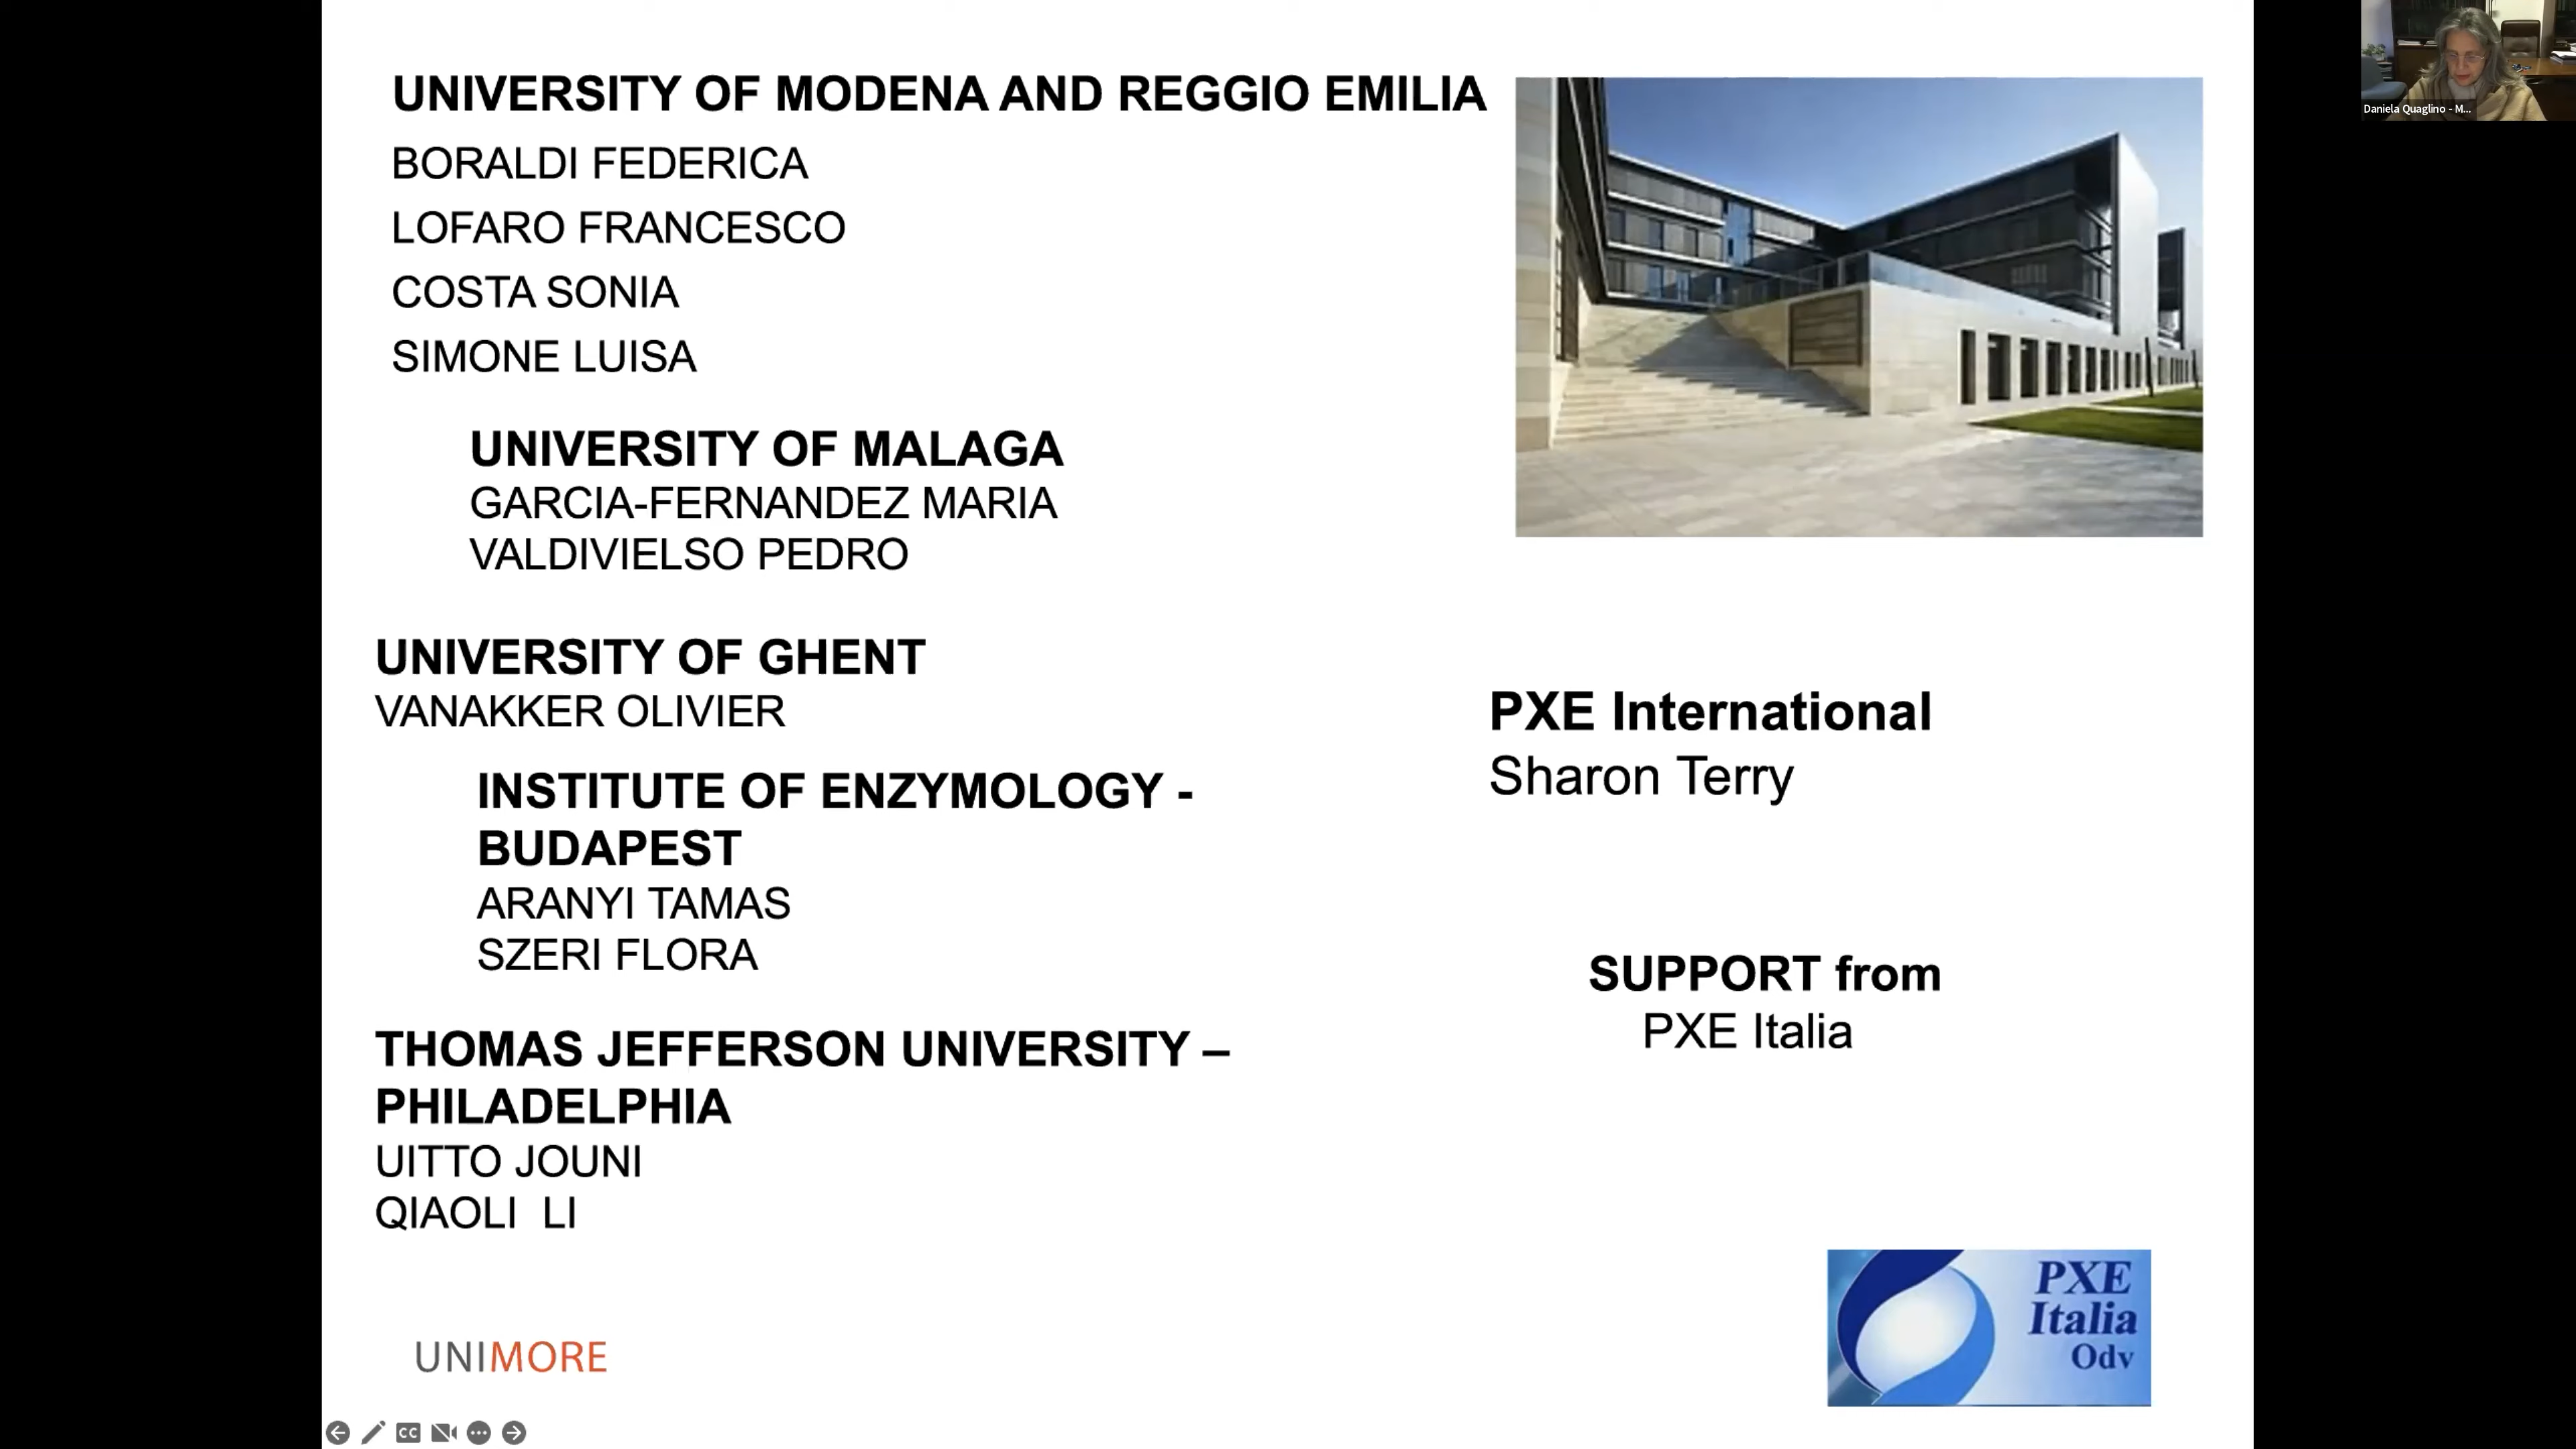 UNIVERSITY OF MODENA AND REGGIO EMILIA
BORALDI FEDERICA
LOFARO FRANCESCO
COSTA SONIA
SIMONE LUISA
UNIVERSITY OF MALAGA
GARCIA-FERNANDEZ MARIA
VALDIVIELSO PEDRO
UNIVERSITY OF GHENT
VANAKKER OLIVIER
INSTITUTE OF ENZYMOLOGY -
BUDAPEST
ARANYI TAMAS
SZERI FLORA
THOMAS JEFFERSON UNIVERSITY –
PHILADELPHIA
UITTO JOUNI
QIAOLI  LI
UNIMORE
PXE International
Sharon Terry
SUPPORT from
PXE Italia
PXE
Italia
Odv
Daniela Quaglino - M...
CC